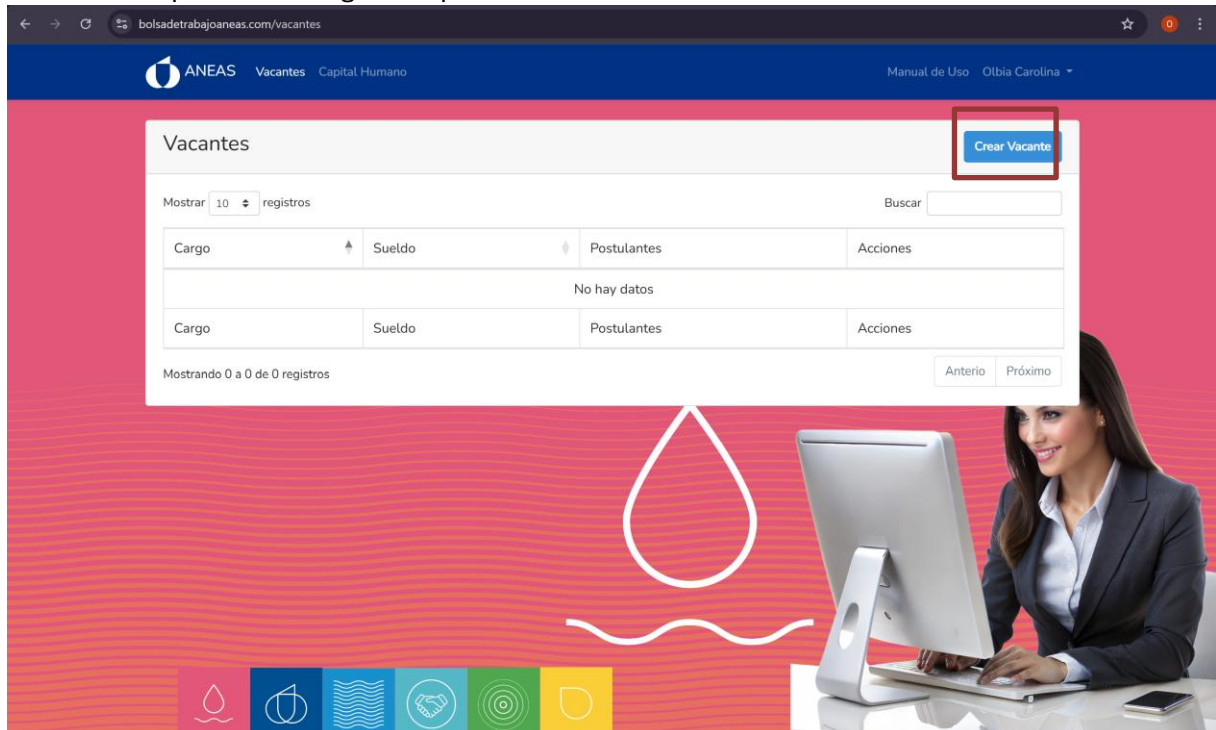 bolsadetrabajoaneas.com/vacantes
O
ANEAS Vacantes Capital Humano Manual de Uso Olbia Carolina
Vacantes Crear Vacante
Mostrar 10 registros Buscar
Cargo Sueldo Postulantes Acciones
No hay datos
Cargo Sueldo Postulantes Acciones
Mostrando 0 a 0 de 0 registros Anterio Próximo